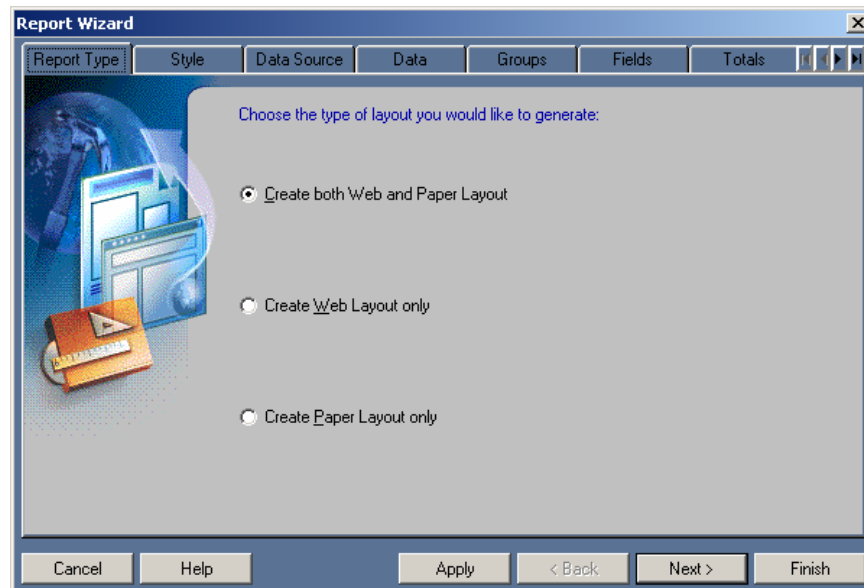 Report Wizard
Report Type Style Data Source Data Groups Fields Totals
Choose the type of layout you would like to generate:
Create both Web and Paper Layout
Create Web Layout only
Create Paper Layout only
Cancel Help Apply < Back Next > Finish